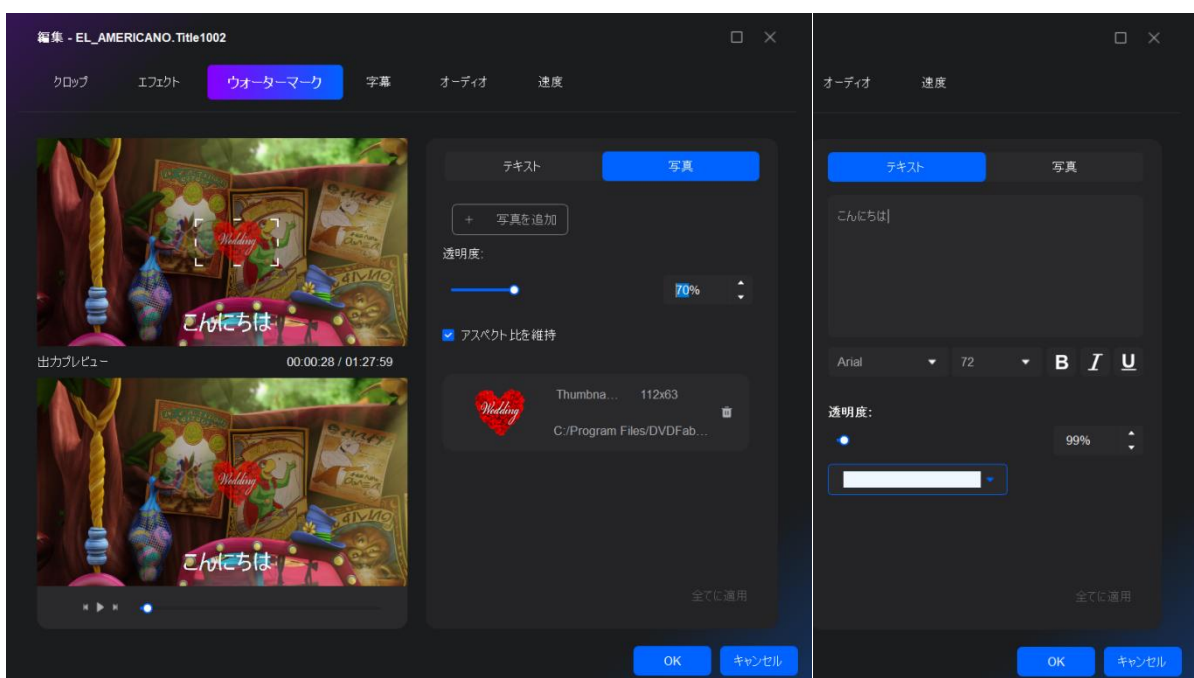 編集 - EL_AMERICANO.Title1002
クロップ エフェクト ウォーターマーク 字幕 オーディオ 速度
オーディオ 速度
Wedding
こんにちは
出力プレビュー 00:00:28 / 01:27:59
Wedding
こんにちは
テキスト 写真
+ 写真を追加
透明度:
70%
アスペクト比を維持
Wedding
Thumbna... 112x63
C:/Program Files/DVDFab...
全てに適用
OK キャンセル
テキスト 写真
こんにちは
Arial 72 B I U
透明度:
99%
全てに適用
OK キャンセル